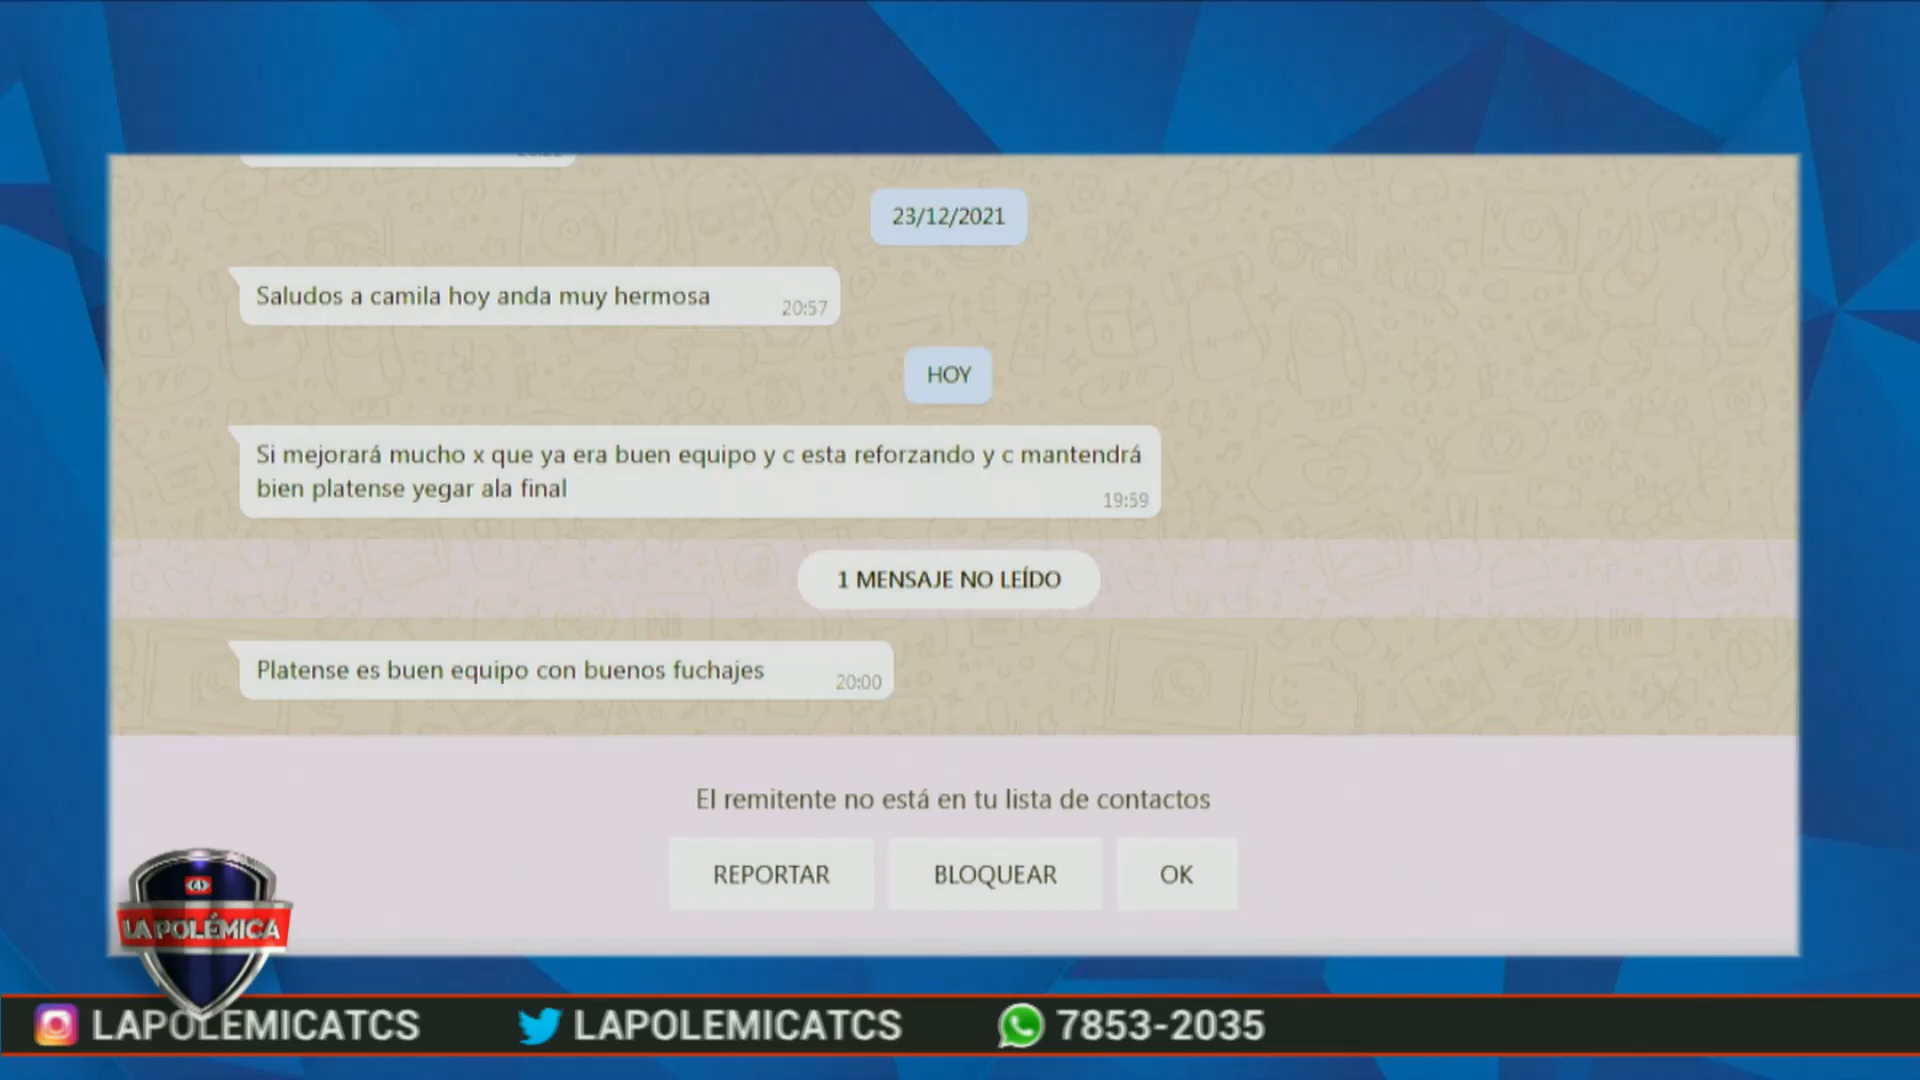 23/12/2021
Saludos a camila hoy anda muy hermosa
20:57
HOY
Si mejorará mucho x que ya era buen equipo y c esta reforzando y c mantendrá
bien platense yegar ala final
19:59
1 MENSAJE NO LEÍDO
Platense es buen equipo con buenos fuchajes
20:00
El remitente no está en tu lista de contactos
REPORTAR BLOQUEAR OK
4
LA POLÉMICA
LAPOLEMICATCS LAPOLEMICATCS 7853-2035